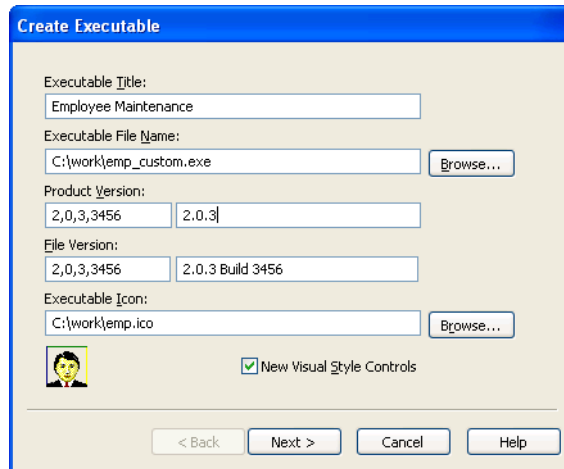 Create Executable
Executable Title:
Employee Maintenance
Executable File Name:
C:\work\emp_custom.exe Browse...
Product Version:
2,0,3,3456 2.0.3
File Version:
2,0,3,3456 2.0.3 Build 3456
Executable Icon:
C:\work\emp.ico Browse...
New Visual Style Controls
< Back Next > Cancel Help